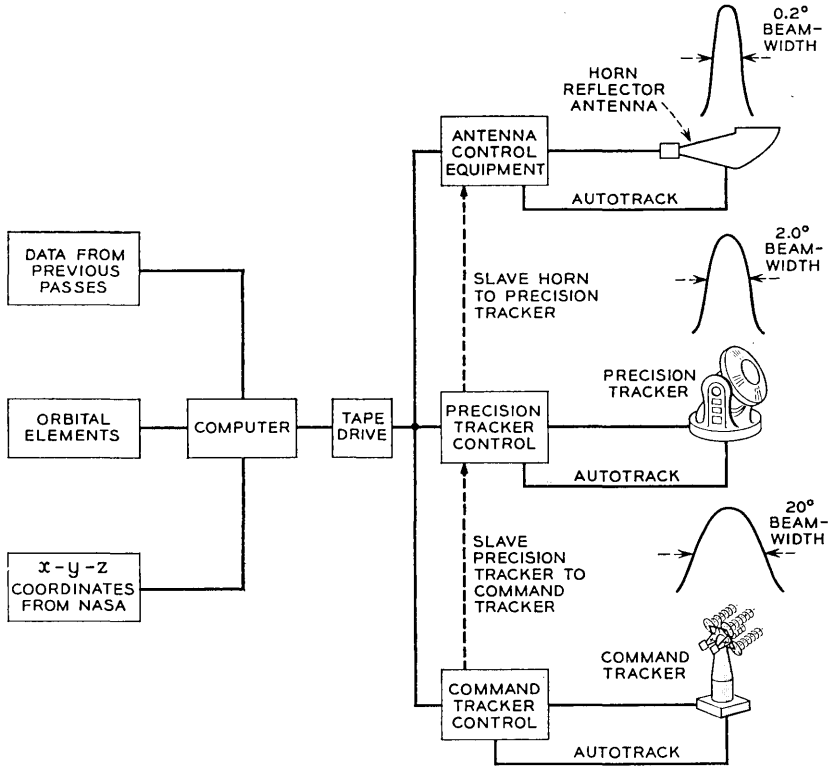 0.2°
BEAM-
WIDTH
HORN
REFLECTOR
ANTENNA
ANTENNA
CONTROL
EQUIPMENT
AUTOTRACK
DATA FROM
PREVIOUS
PASSES
SLAVE HORN
TO PRECISION
TRACKER
2.0°
BEAM-
WIDTH
PRECISION
TRACKER
ORBITAL
ELEMENTS
COMPUTER
TAPE
DRIVE
PRECISION
TRACKER
CONTROL
AUTOTRACK
20°
BEAM-
WIDTH
x-y-z
COORDINATES
FROM NASA
SLAVE
PRECISION
TRACKER TO
COMMAND
TRACKER
COMMAND
TRACKER
COMMAND
TRACKER
CONTROL
AUTOTRACK